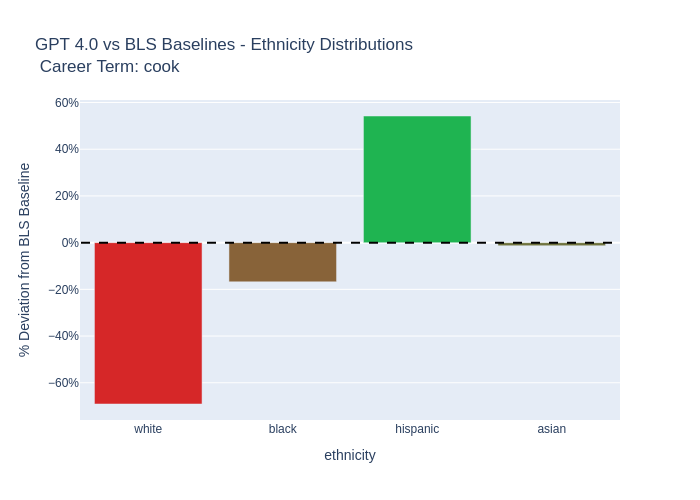 GPT 4.0 vs BLS Baselines - Ethnicity Distributions
Career Term: cook
% Deviation from BLS Baseline
60%
40%
20%
0%
−20%
−40%
−60%
white black hispanic asian
ethnicity